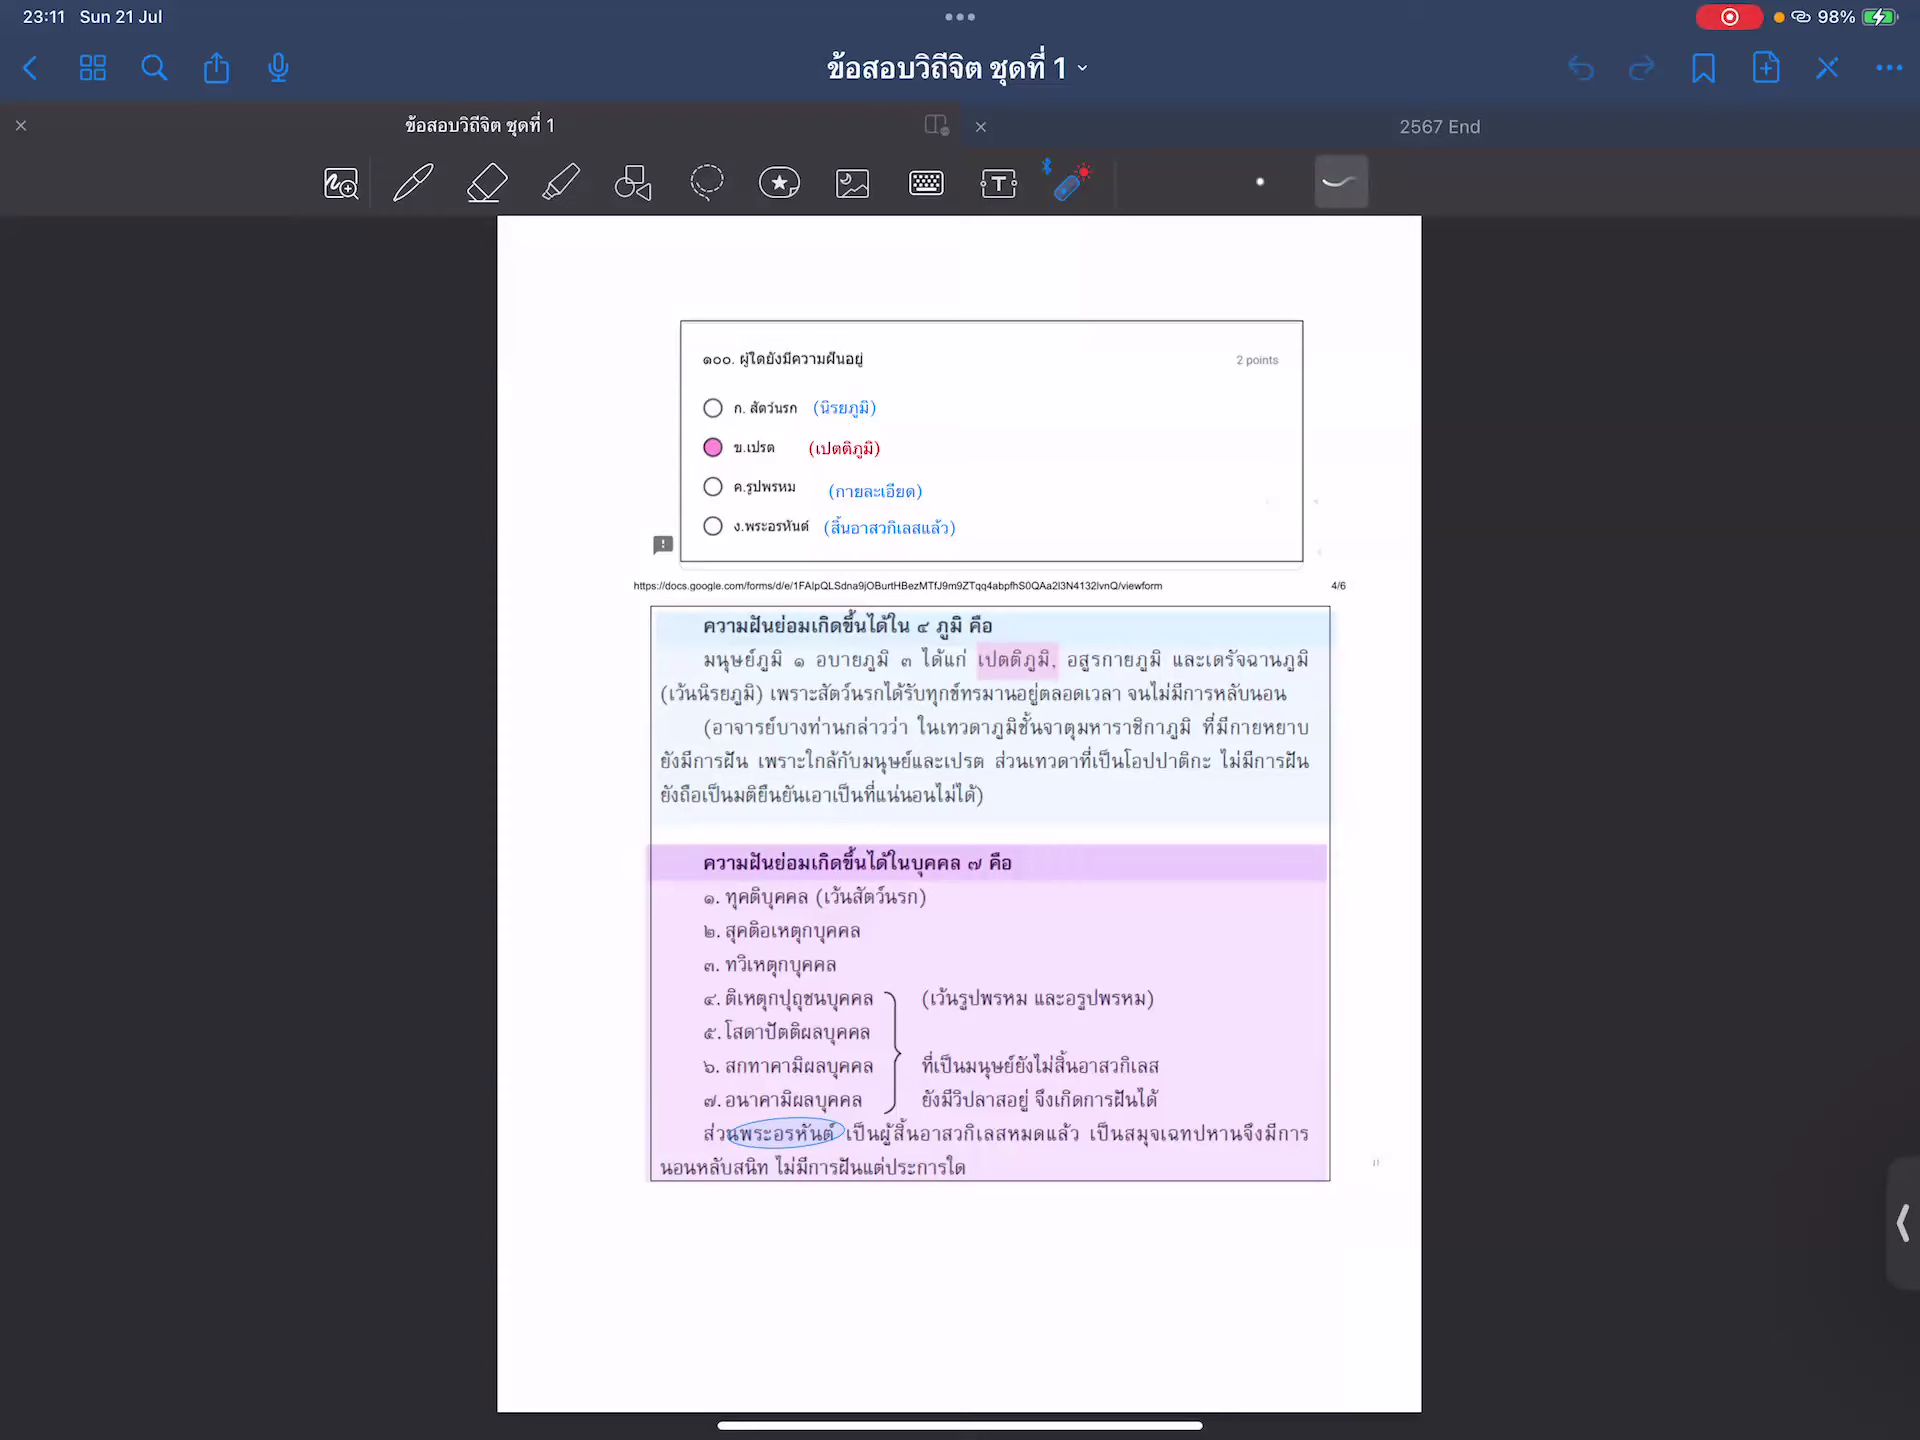 23:11 Sun 21 Jul
98%
ข้อสอบวิถีจิต ชุดที่ 1
ข้อสอบวิถีจิต ชุดที่ 1
2567 End
๑๐๐. ผู้ใดยังมีความฝันอยู่
2 points
ก. สัตว์นรก (นิรยภูมิ)
ข.เปรต (เปตติภูมิ)
ค.รูปพรหม (กายละเอียด)
ง.พระอรหันต์ (สิ้นอาสวกิเลสแล้ว)
https://docs.google.com/forms/d/e/1FAIpQLSdna9jOBurtHBezMTfJ9m9ZTqq4abpfhS0QAa2l3N4132IvnQ/viewform 4/6
ความฝันย่อมเกิดขึ้นได้ใน ๔ ภูมิ คือ
มนุษย์ภูมิ ๑ อบายภูมิ ๓ ได้แก่ เปตติภูมิ, อสูรกายภูมิ และเดรัจฉานภูมิ
(เว้นนิรยภูมิ) เพราะสัตว์นรกได้รับทุกข์ทรมานอยู่ตลอดเวลา จนไม่มีการหลับนอน
(อาจารย์บางท่านกล่าวว่า ในเทวดาภูมิชั้นจาตุมหาราชิกาภูมิ ที่มีกายหยาบ
ยังมีการฝัน เพราะใกล้กับมนุษย์และเปรต ส่วนเทวดาที่เป็นโอปปาติกะ ไม่มีการฝัน
ยังถือเป็นมติยืนยันเอาเป็นที่แน่นอนไม่ได้)
ความฝันย่อมเกิดขึ้นได้ในบุคคล ๗ คือ
๑. ทุคติบุคคล (เว้นสัตว์นรก)
๒. สุคติอเหตุกบุคคล
๓. ทวิเหตุกบุคคล
๔. ติเหตุกปุถุชนบุคคล (เว้นรูปพรหม และอรูปพรหม)
๕. โสดาปัตติผลบุคคล
๖. สกทาคามิผลบุคคล ที่เป็นมนุษย์ยังไม่สิ้นอาสวกิเลส
๗. อนาคามิผลบุคคล ยังมีวิปลาสอยู่ จึงเกิดการฝันได้
ส่วนพระอรหันต์ เป็นผู้สิ้นอาสวกิเลสหมดแล้ว เป็นสมุจเฉทปหานจึงมีการ
นอนหลับสนิท ไม่มีการฝันแต่ประการใด